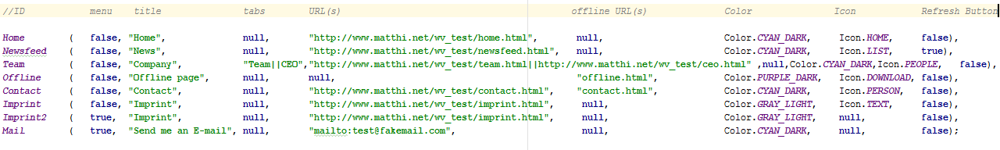 //ID menu title tabs URL(s) offline URL(s) Color Icon Refresh Button
Home ( false, "Home", null, "http://www.matthi.net/wv_test/home.html", null, Color.CYAN_DARK, Icon.HOME, false),
Newsfeed ( false, "News", null, "http://www.matthi.net/wv_test/newsfeed.html", null, Color.CYAN_DARK, Icon.LIST, true),
Team ( false, "Company", "Team||CEO","http://www.matthi.net/wv_test/team.html||http://www.matthi.net/wv_test/ceo.html" ,null,Color.CYAN_DARK,Icon.PEOPLE, false),
Offline ( false, "Offline page", null, null, "offline.html", Color.PURPLE_DARK, Icon.DOWNLOAD, false),
Contact ( false, "Contact", null, "http://www.matthi.net/wv_test/contact.html", "contact.html", Color.CYAN_DARK, Icon.PERSON, false),
Imprint ( false, "Imprint", null, "http://www.matthi.net/wv_test/imprint.html", null, Color.GRAY_LIGHT, Icon.TEXT, false),
Imprint2 ( true, "Imprint", null, "http://www.matthi.net/wv_test/imprint.html", null, Color.GRAY_LIGHT, null, false),
Mail ( true, "Send me an E-mail", null, "mailto:test@fakemail.com", null, Color.CYAN_DARK, null, false);